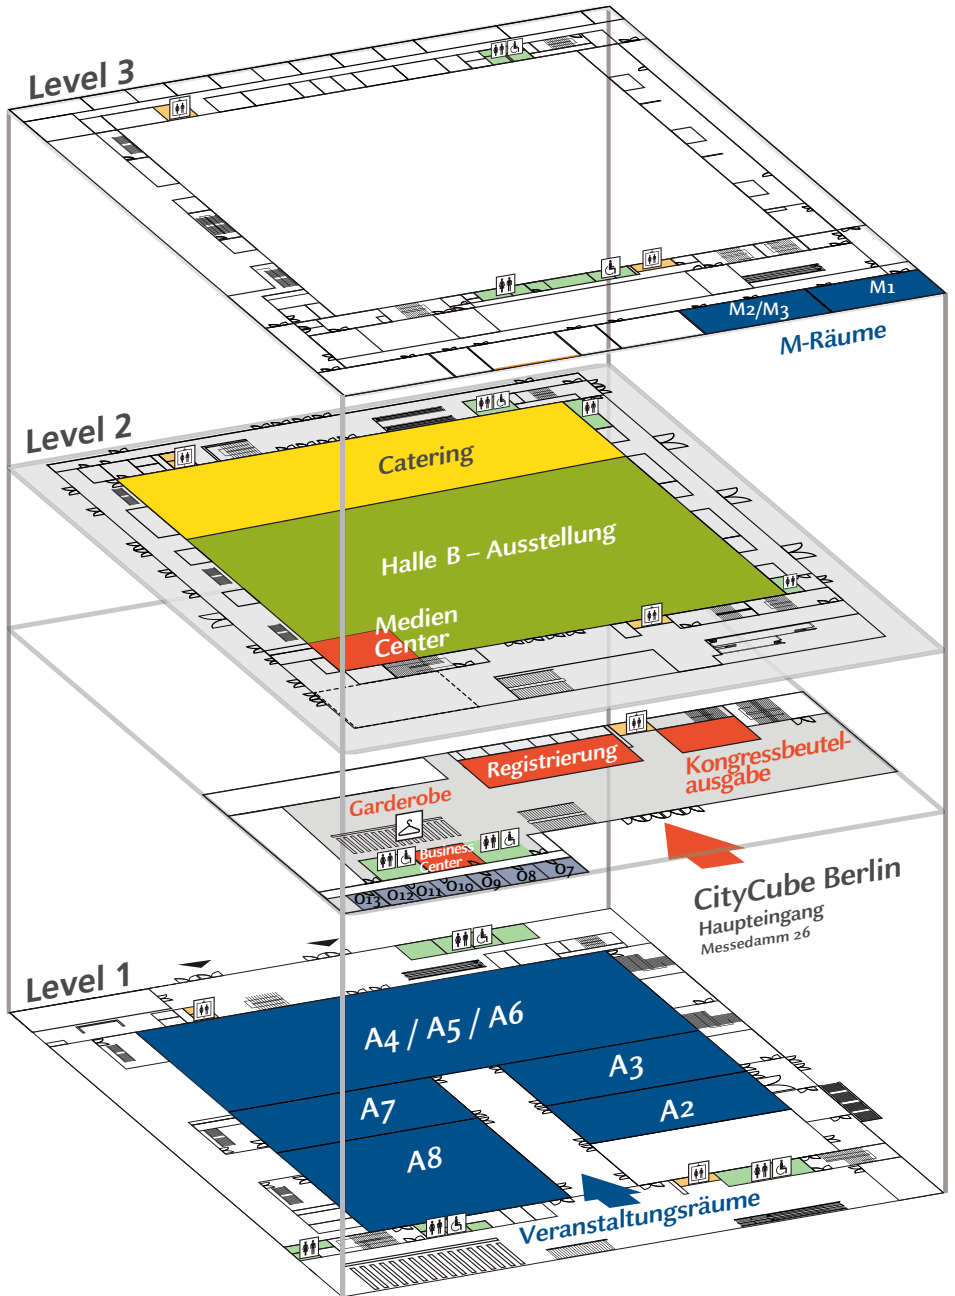 Level 3
M1
M2/M3
M-Räume
Level 2
Catering
Halle B – Ausstellung
Medien
Center
Registrierung
Kongressbeutel-
ausgabe
Garderobe
Business
Center
O13
O12
O11
O10
O9
O8
O7
CityCube Berlin
Haupteingang
Messedamm 26
Level 1
A4 / A5 / A6
A3
A7
A2
A8
Veranstaltungsräume